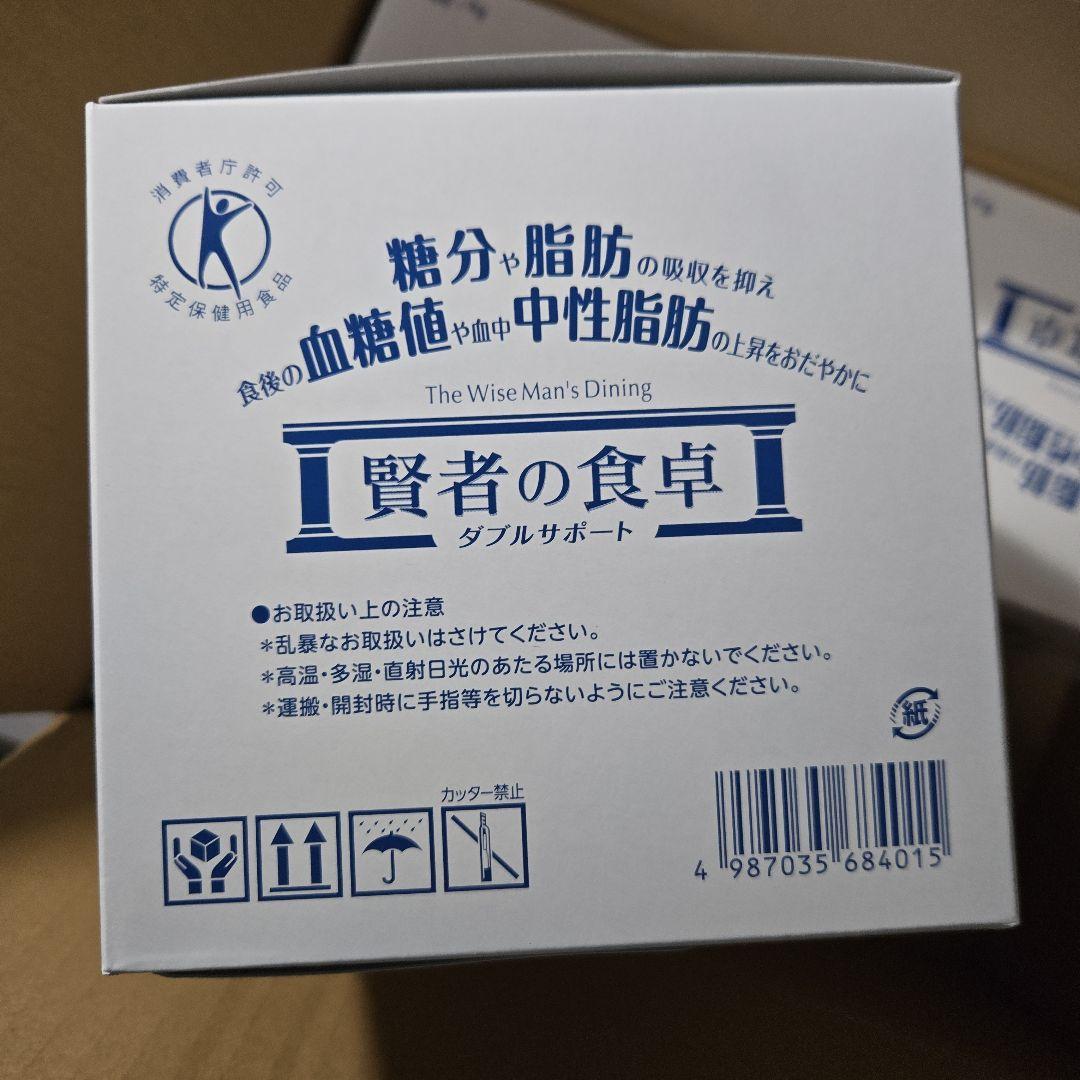 消費者庁許可
特定保健用食品
糖分や脂肪の吸収を抑え
食後の血糖値や血中中性脂肪の上昇をおだやかに
The Wise Man's Dining
賢者の食卓
ダブルサポート
●お取扱い上の注意
*乱暴なお取扱いはさけてください。
*高温・多湿・直射日光のあたる場所には置かないでください。
*運搬・開封時に手指等を切らないようにご注意ください。
紙
カッター禁止
4 987035 684015